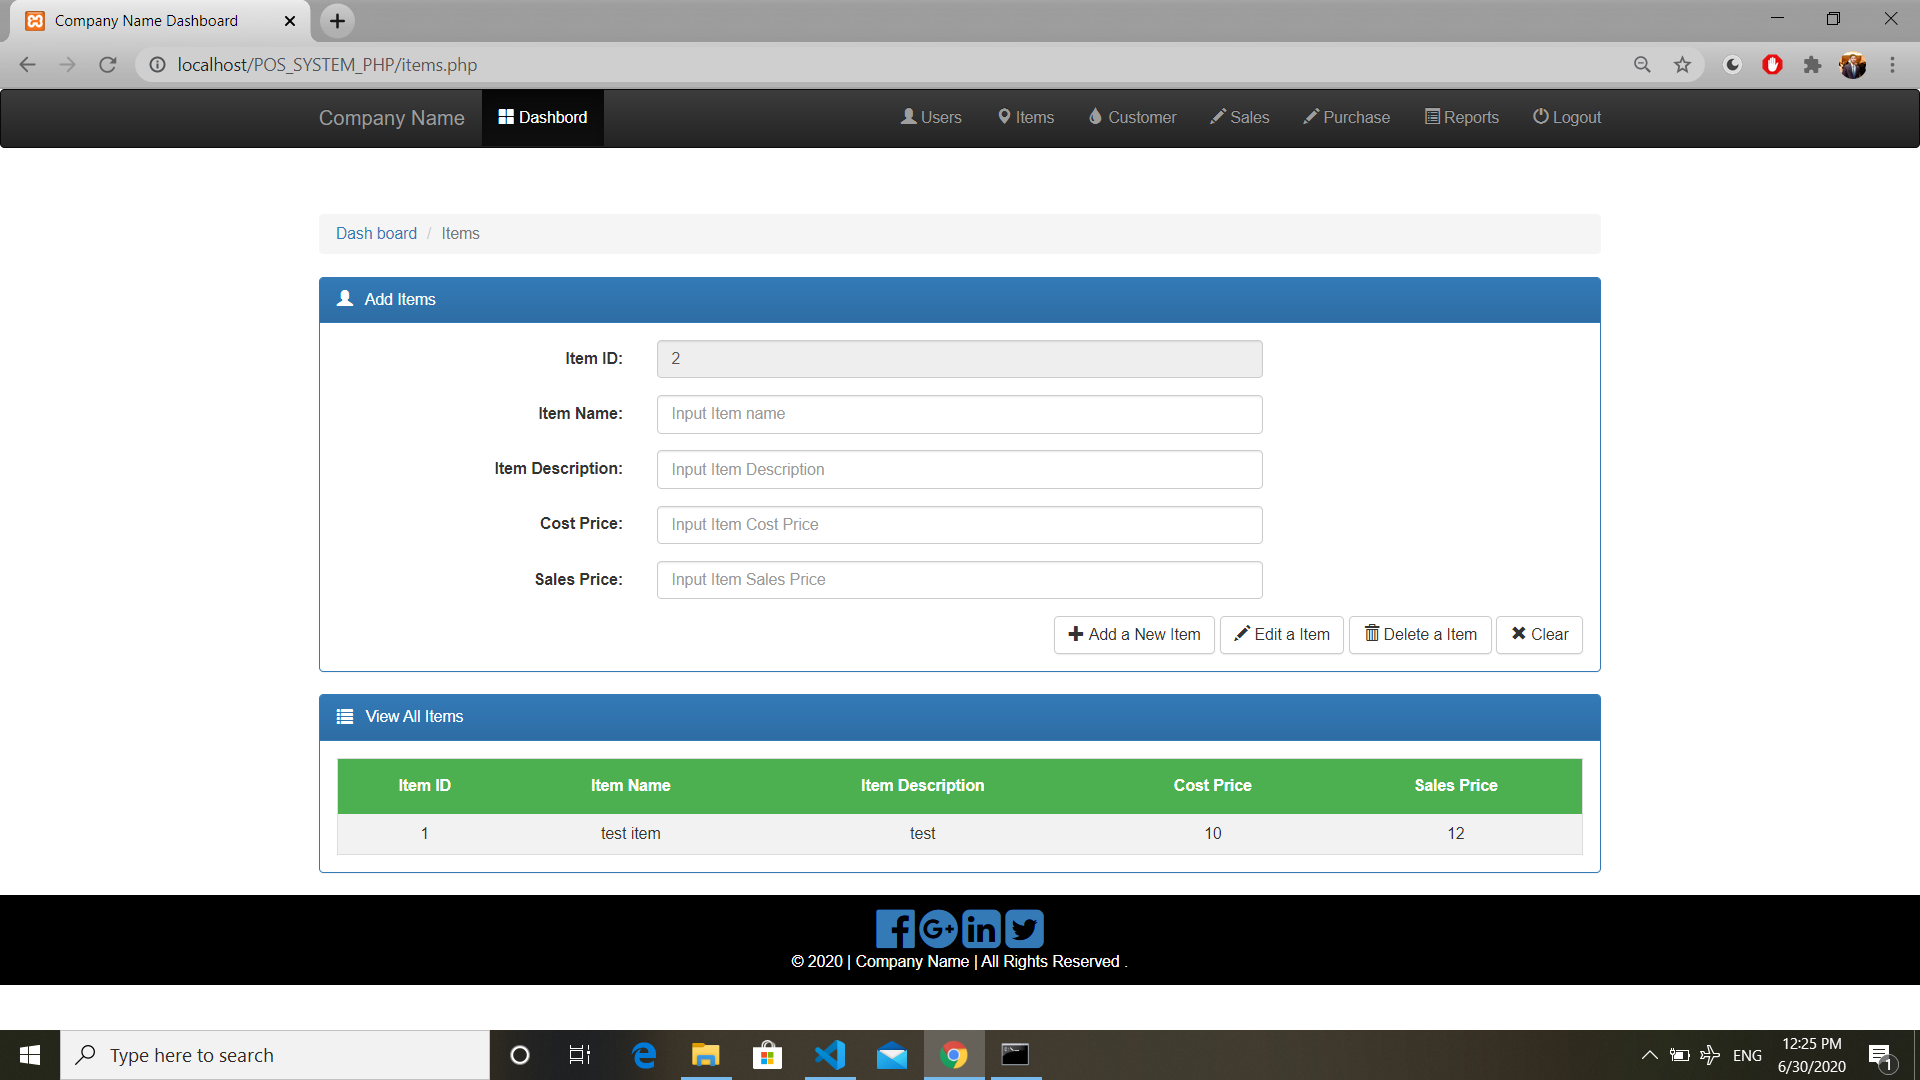 Company Name Dashboard
localhost/POS_SYSTEM_PHP/items.php
Company Name Dashbord Users Items Customer Sales Purchase Reports Logout
Dash board / Items
Add Items
Item ID: 2
Item Name: Input Item name
Item Description: Input Item Description
Cost Price: Input Item Cost Price
Sales Price: Input Item Sales Price
Add a New Item Edit a Item Delete a Item Clear
View All Items
Item ID Item Name Item Description Cost Price Sales Price
1 test item test 10 12
© 2020 | Company Name | All Rights Reserved .
Type here to search
ENG
12:25 PM
6/30/2020
1